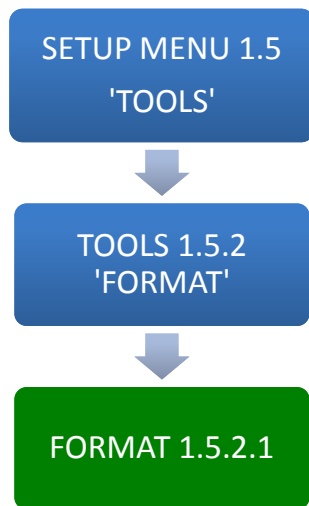 SETUP MENU 1.5
'TOOLS'
TOOLS 1.5.2
'FORMAT'
FORMAT 1.5.2.1